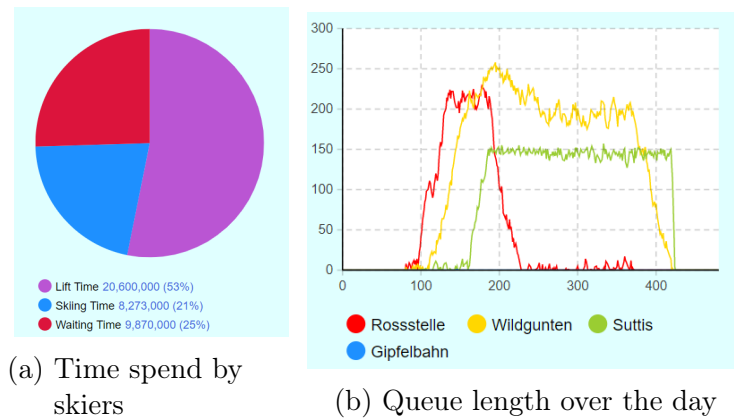 Lift Time 20,600,000 (53%)
Skiing Time 8,273,000 (21%)
Waiting Time 9,870,000 (25%)
(a) Time spend by
skiers
300
250
200
150
100
50
0
0 100 200 300 400
Rossstelle Wildgunten Suttis
Gipfelbahn
(b) Queue length over the day